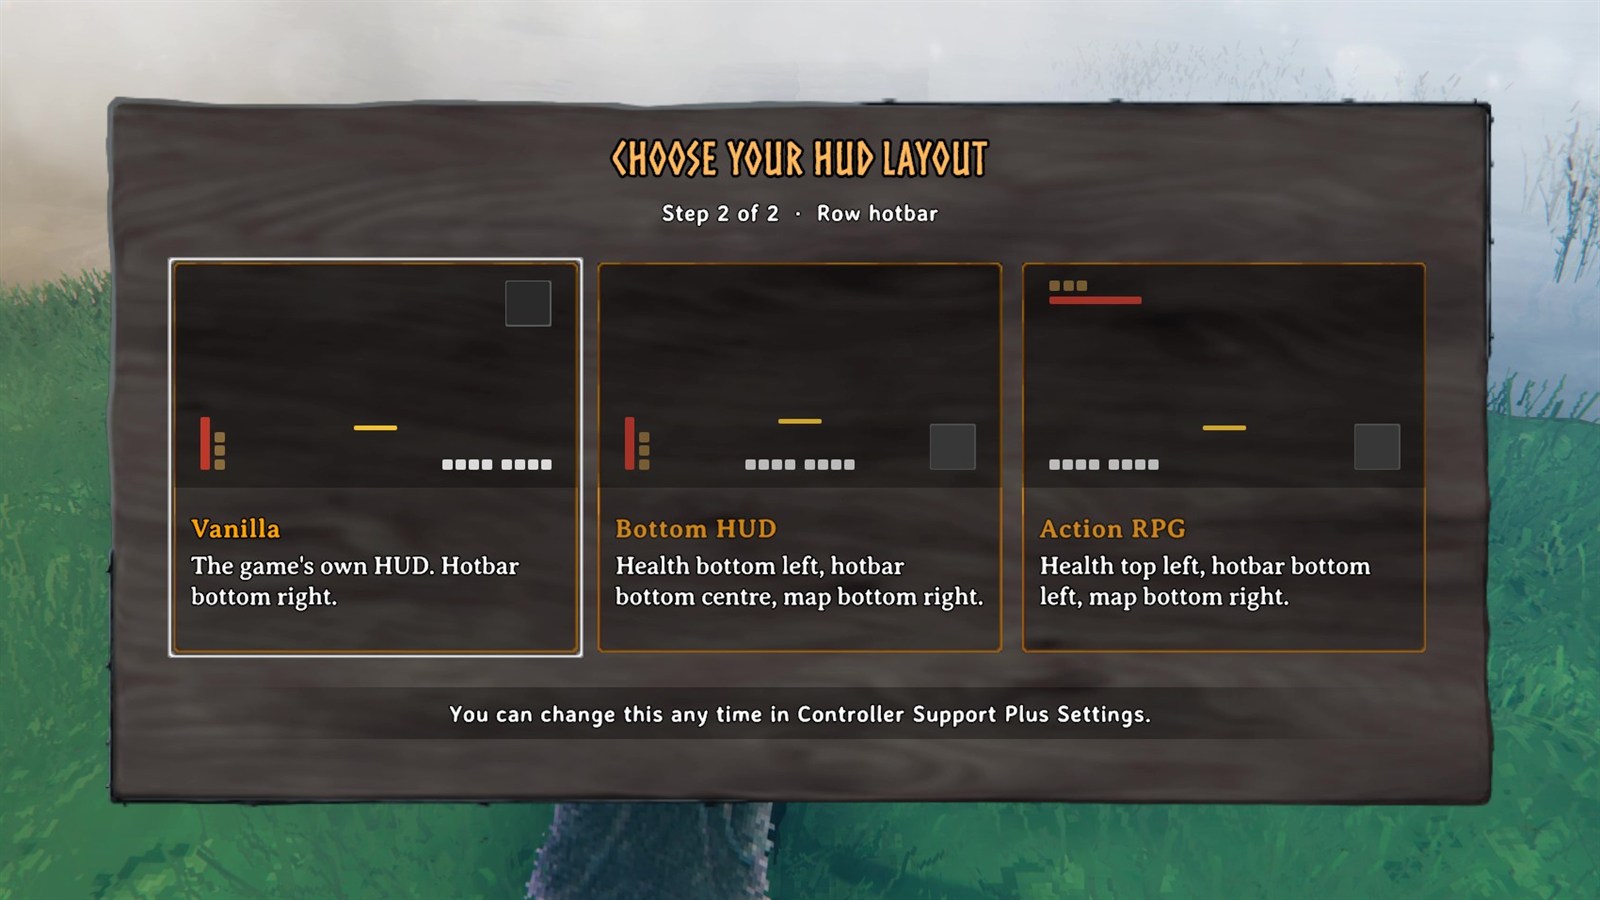 CHOOSE YOUR HUD LAYOUT
Step 2 of 2 · Row hotbar
Vanilla
The game's own HUD. Hotbar
bottom right.
Bottom HUD
Health bottom left, hotbar
bottom centre, map bottom right.
Action RPG
Health top left, hotbar bottom
left, map bottom right.
You can change this any time in Controller Support Plus Settings.